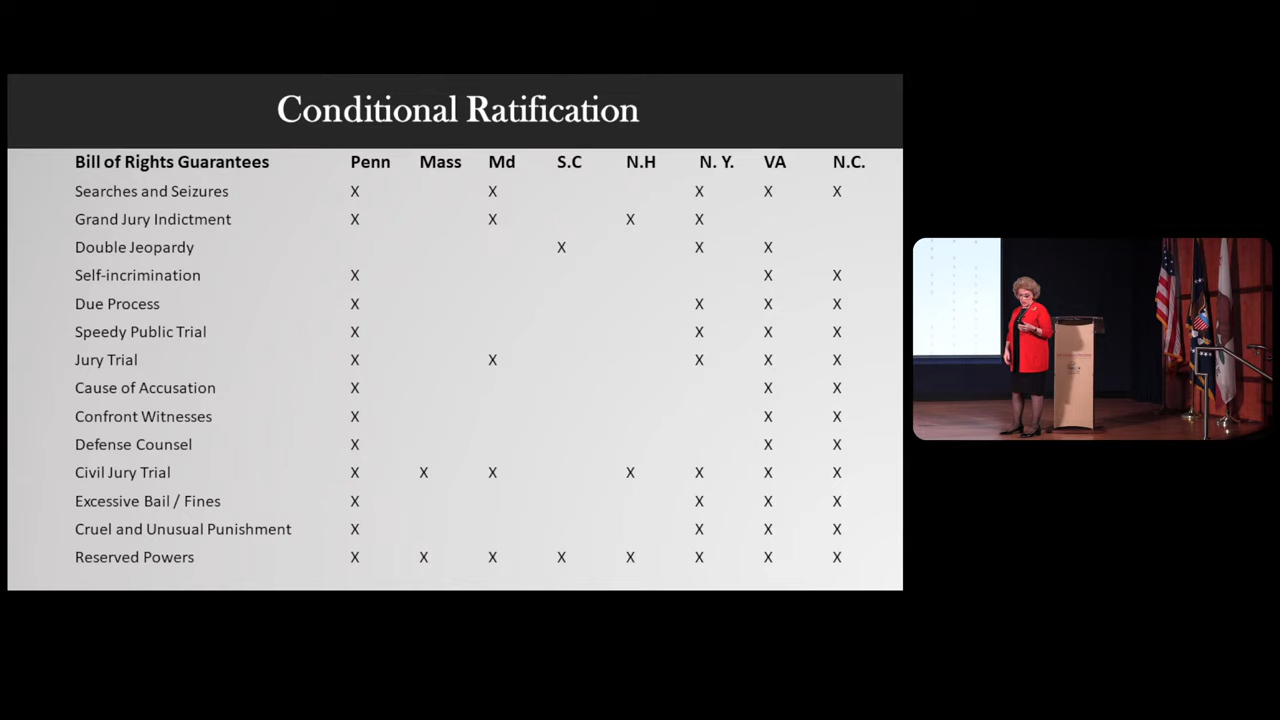 Conditional Ratification
Bill of Rights Guarantees Penn Mass Md S.C N.H N. Y. VA N.C.
Searches and Seizures X X X X X
Grand Jury Indictment X X X X
Double Jeopardy X X X
Self-incrimination X X X
Due Process X X X X
Speedy Public Trial X X X X
Jury Trial X X X X X
Cause of Accusation X X X
Confront Witnesses X X X
Defense Counsel X X X
Civil Jury Trial X X X X X X X
Excessive Bail / Fines X X X X
Cruel and Unusual Punishment X X X X
Reserved Powers X X X X X X X X